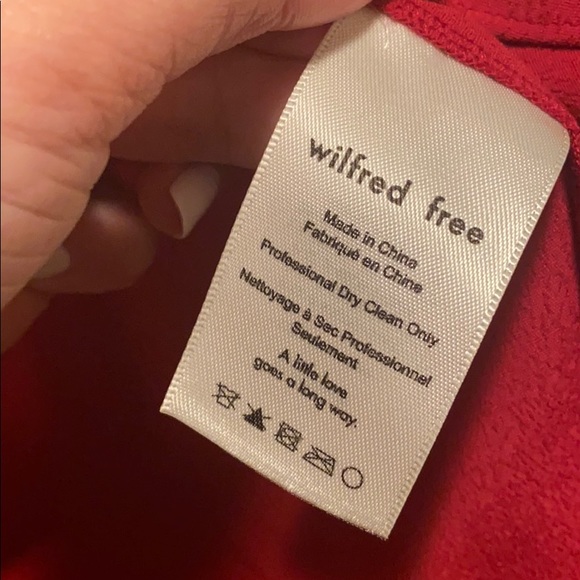 wilfred free
Made in China
Fabriqué en Chine
Professional Dry Clean Only
Nettoyage à Sec Professionnel
Seulement
A little love
goes a long way.